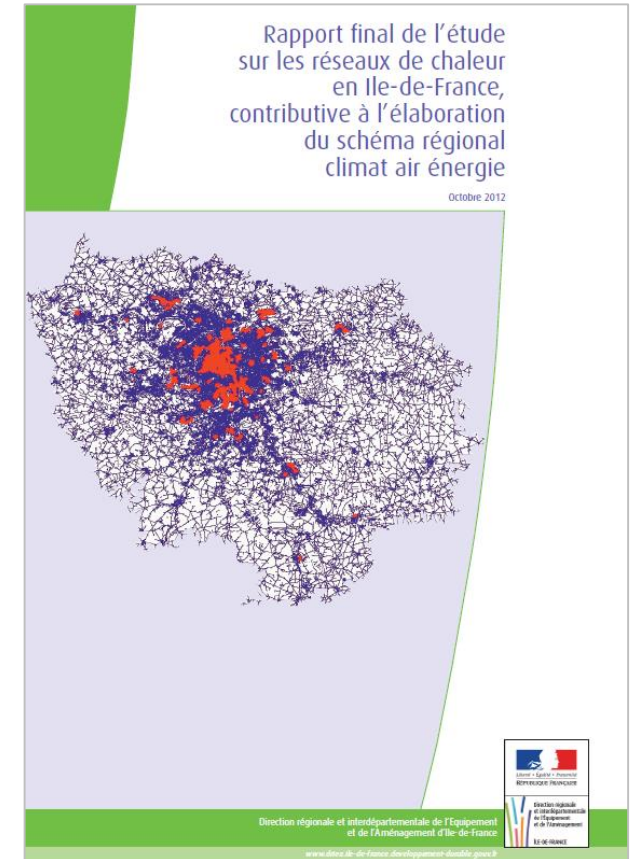 Rapport final de l'étude
sur les réseaux de chaleur
en Ile-de-France,
contributive à l'élaboration
du schéma régional
climat air énergie
Octobre 2012
Liberté • Égalité • Fraternité
RÉPUBLIQUE FRANÇAISE
Direction régionale
et interdépartementale
de l'Équipement
et de l'Aménagement
ÎLE-DE-FRANCE
Direction régionale et interdépartementale de l'Equipement
et de l'Aménagement d'Ile-de-France
www.driea.ile-de-france.developpement-durable.gouv.fr